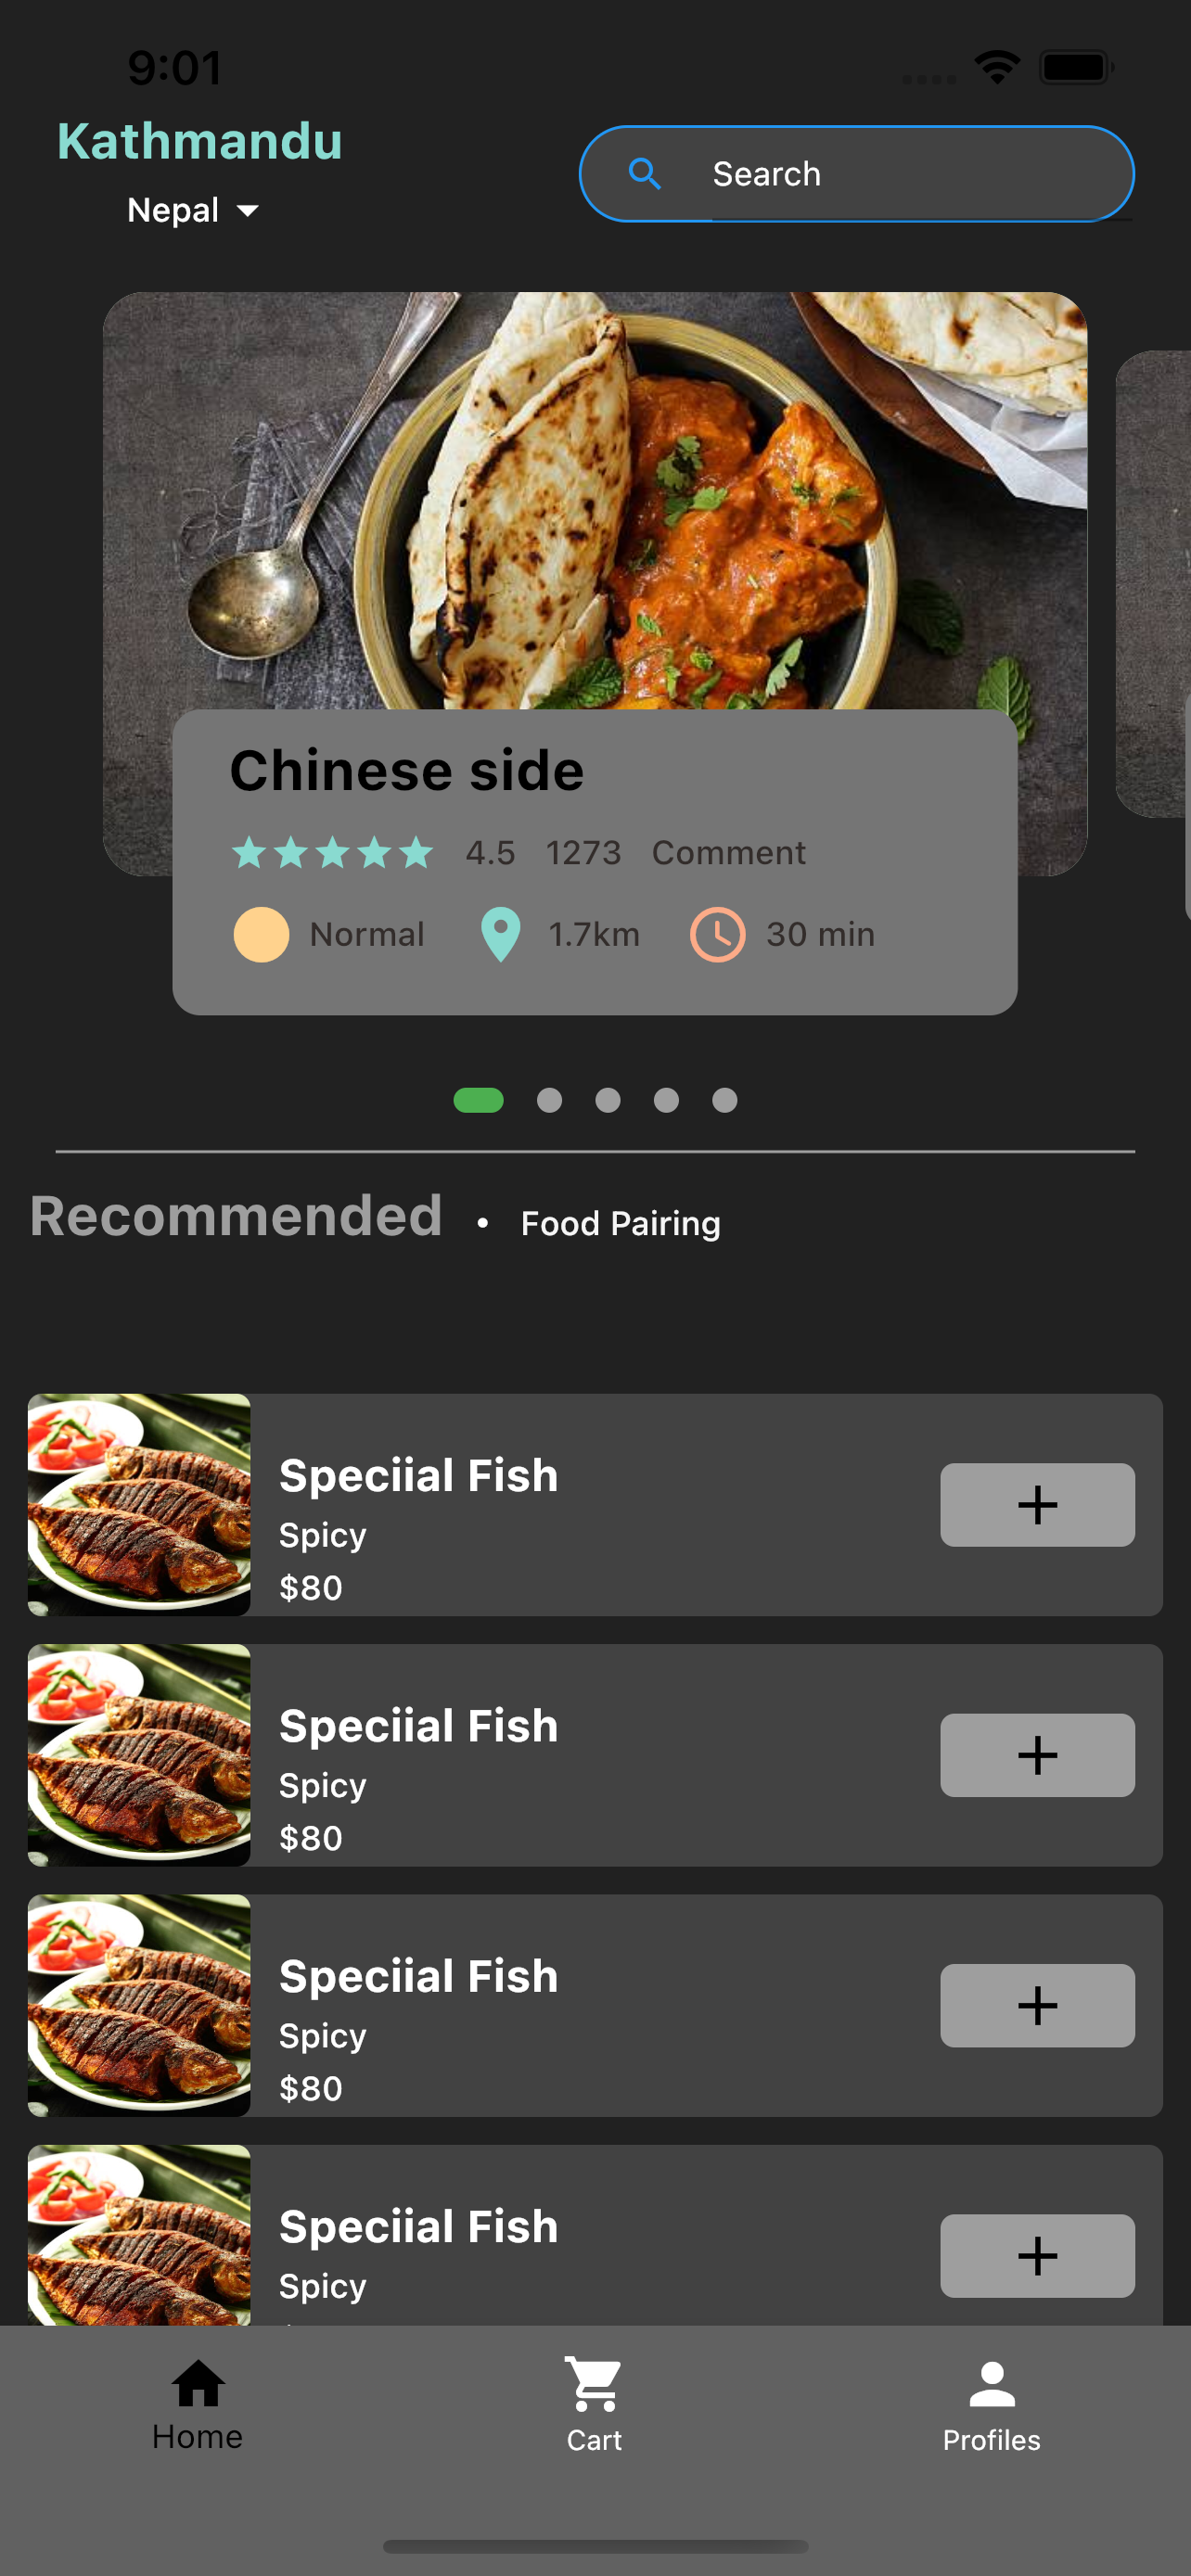 9:01
Kathmandu
Nepal
Search
Chinese side
4.5 1273 Comment
Normal 1.7km 30 min
Recommended • Food Pairing
Speciial Fish
Spicy
$80
Speciial Fish
Spicy
$80
Speciial Fish
Spicy
$80
Speciial Fish
Spicy
Home Cart Profiles